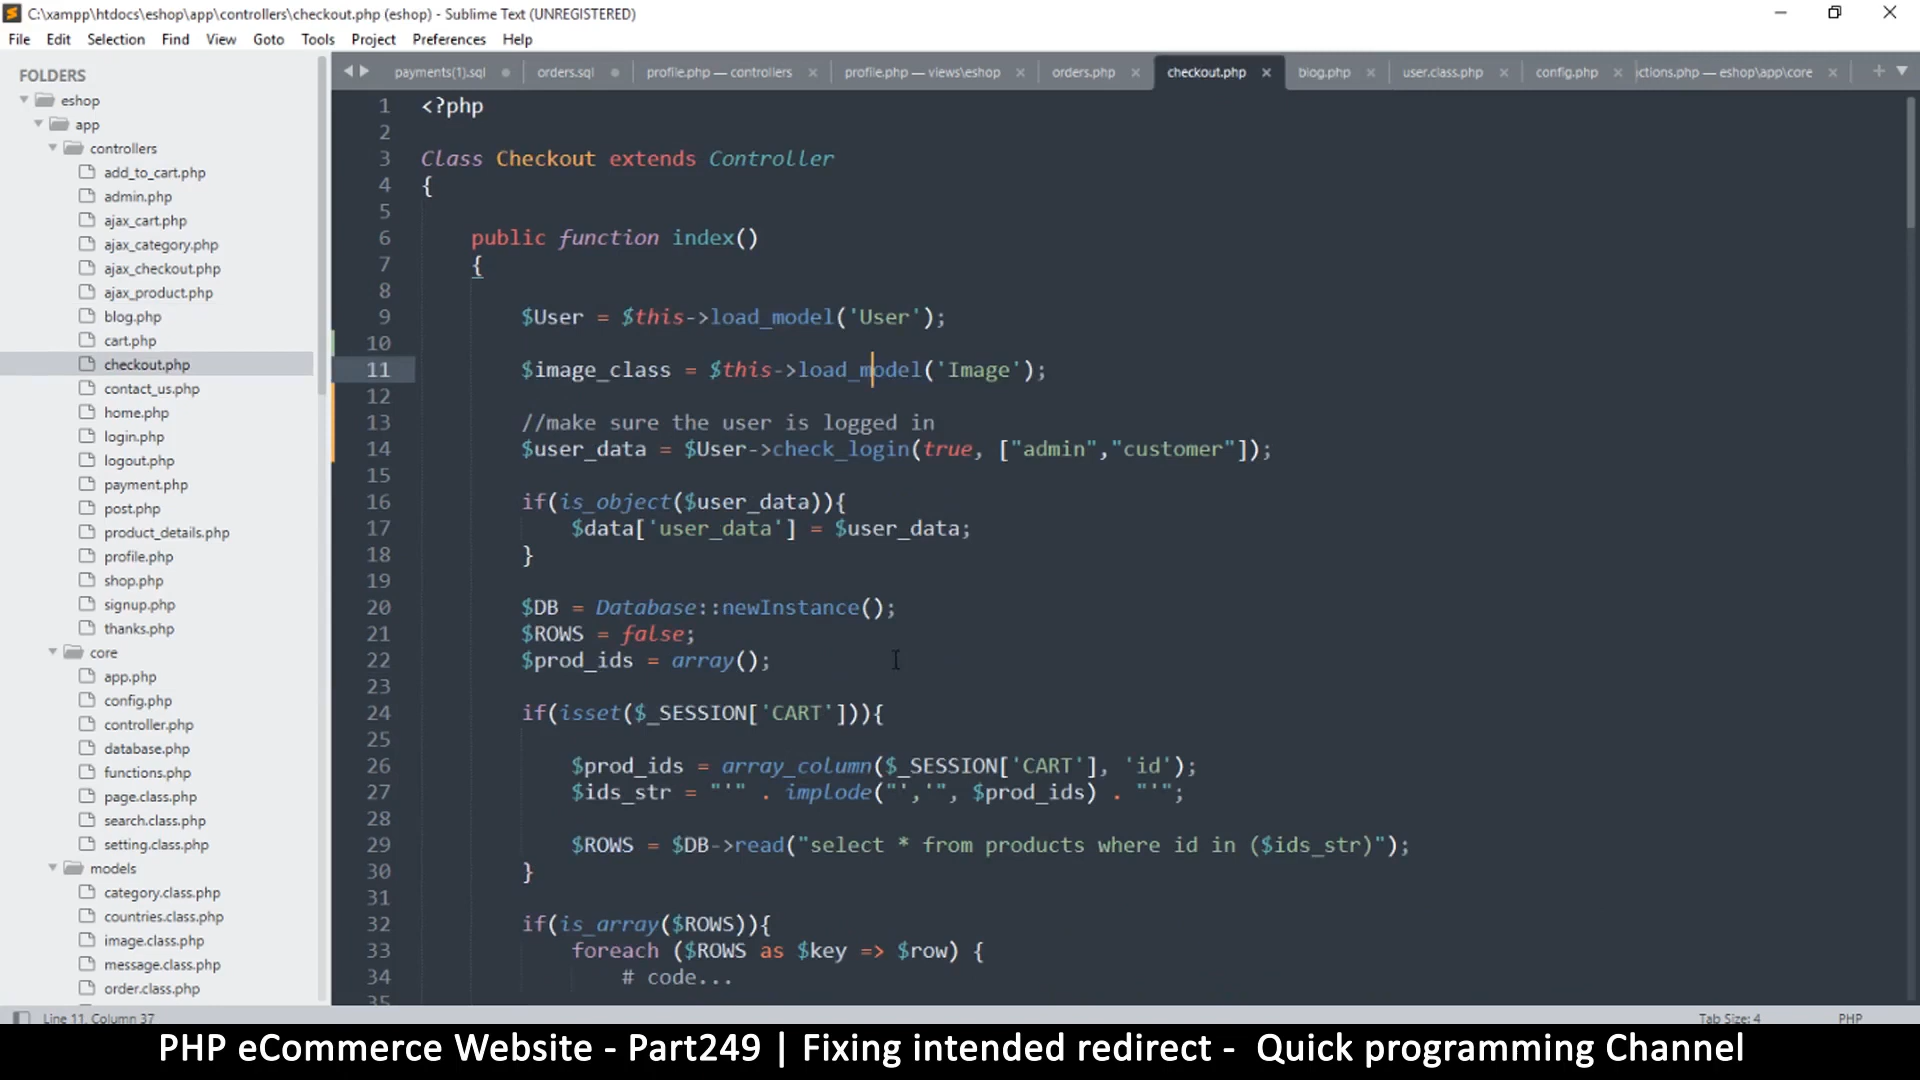 C:\xampp\htdocs\eshop\app\controllers\checkout.php (eshop) - Sublime Text (UNREGISTERED)
File Edit Selection Find View Goto Tools Project Preferences Help
FOLDERS
eshop
app
controllers
add_to_cart.php
admin.php
ajax_cart.php
ajax_category.php
ajax_checkout.php
ajax_product.php
blog.php
cart.php
checkout.php
contact_us.php
home.php
login.php
logout.php
payment.php
post.php
product_details.php
profile.php
shop.php
signup.php
thanks.php
core
app.php
config.php
controller.php
database.php
functions.php
page.class.php
search.class.php
setting.class.php
models
category.class.php
countries.class.php
image.class.php
message.class.php
order.class.php
payments(1).sql orders.sql profile.php — controllers profile.php — views\eshop orders.php checkout.php blog.php user.class.php config.php ctions.php — eshop\app\core
1 <?php
2
3 Class Checkout extends Controller
4 {
5
6 public function index()
7 {
8
9 $User = $this->load_model('User');
10
11 $image_class = $this->load_model('Image');
12
13 //make sure the user is logged in
14 $user_data = $User->check_login(true, ["admin","customer"]);
15
16 if(is_object($user_data)){
17 $data['user_data'] = $user_data;
18 }
19
20 $DB = Database::newInstance();
21 $ROWS = false;
22 $prod_ids = array();
23
24 if(isset($_SESSION['CART'])){
25
26 $prod_ids = array_column($_SESSION['CART'], 'id');
27 $ids_str = "'" . implode("','", $prod_ids) . "'";
28
29 $ROWS = $DB->read("select * from products where id in ($ids_str)");
30 }
31
32 if(is_array($ROWS)){
33 foreach ($ROWS as $key => $row) {
34 # code...
35
Line 11, Column 37 Tab Size: 4 PHP
PHP eCommerce Website - Part249 | Fixing intended redirect - Quick programming Channel